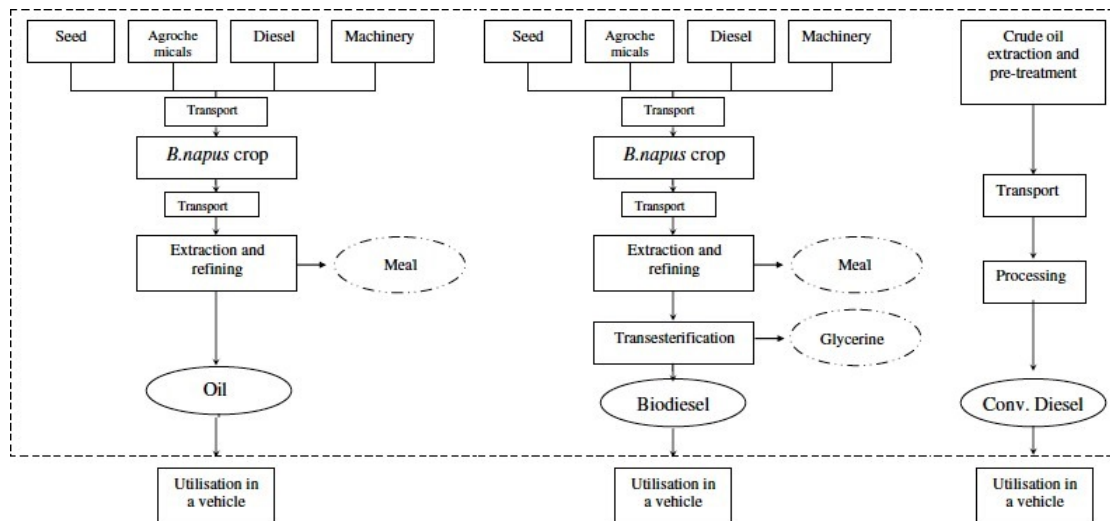 Seed
Agroche
micals
Diesel
Machinery
Transport
B.napus crop
Transport
Extraction and
refining
Meal
Oil
Utilisation in
a vehicle
Seed
Agroche
micals
Diesel
Machinery
Transport
B.napus crop
Transport
Extraction and
refining
Meal
Transesterification
Glycerine
Biodiesel
Utilisation in
a vehicle
Crude oil
extraction and
pre-treatment
Transport
Processing
Conv. Diesel
Utilisation in
a vehicle